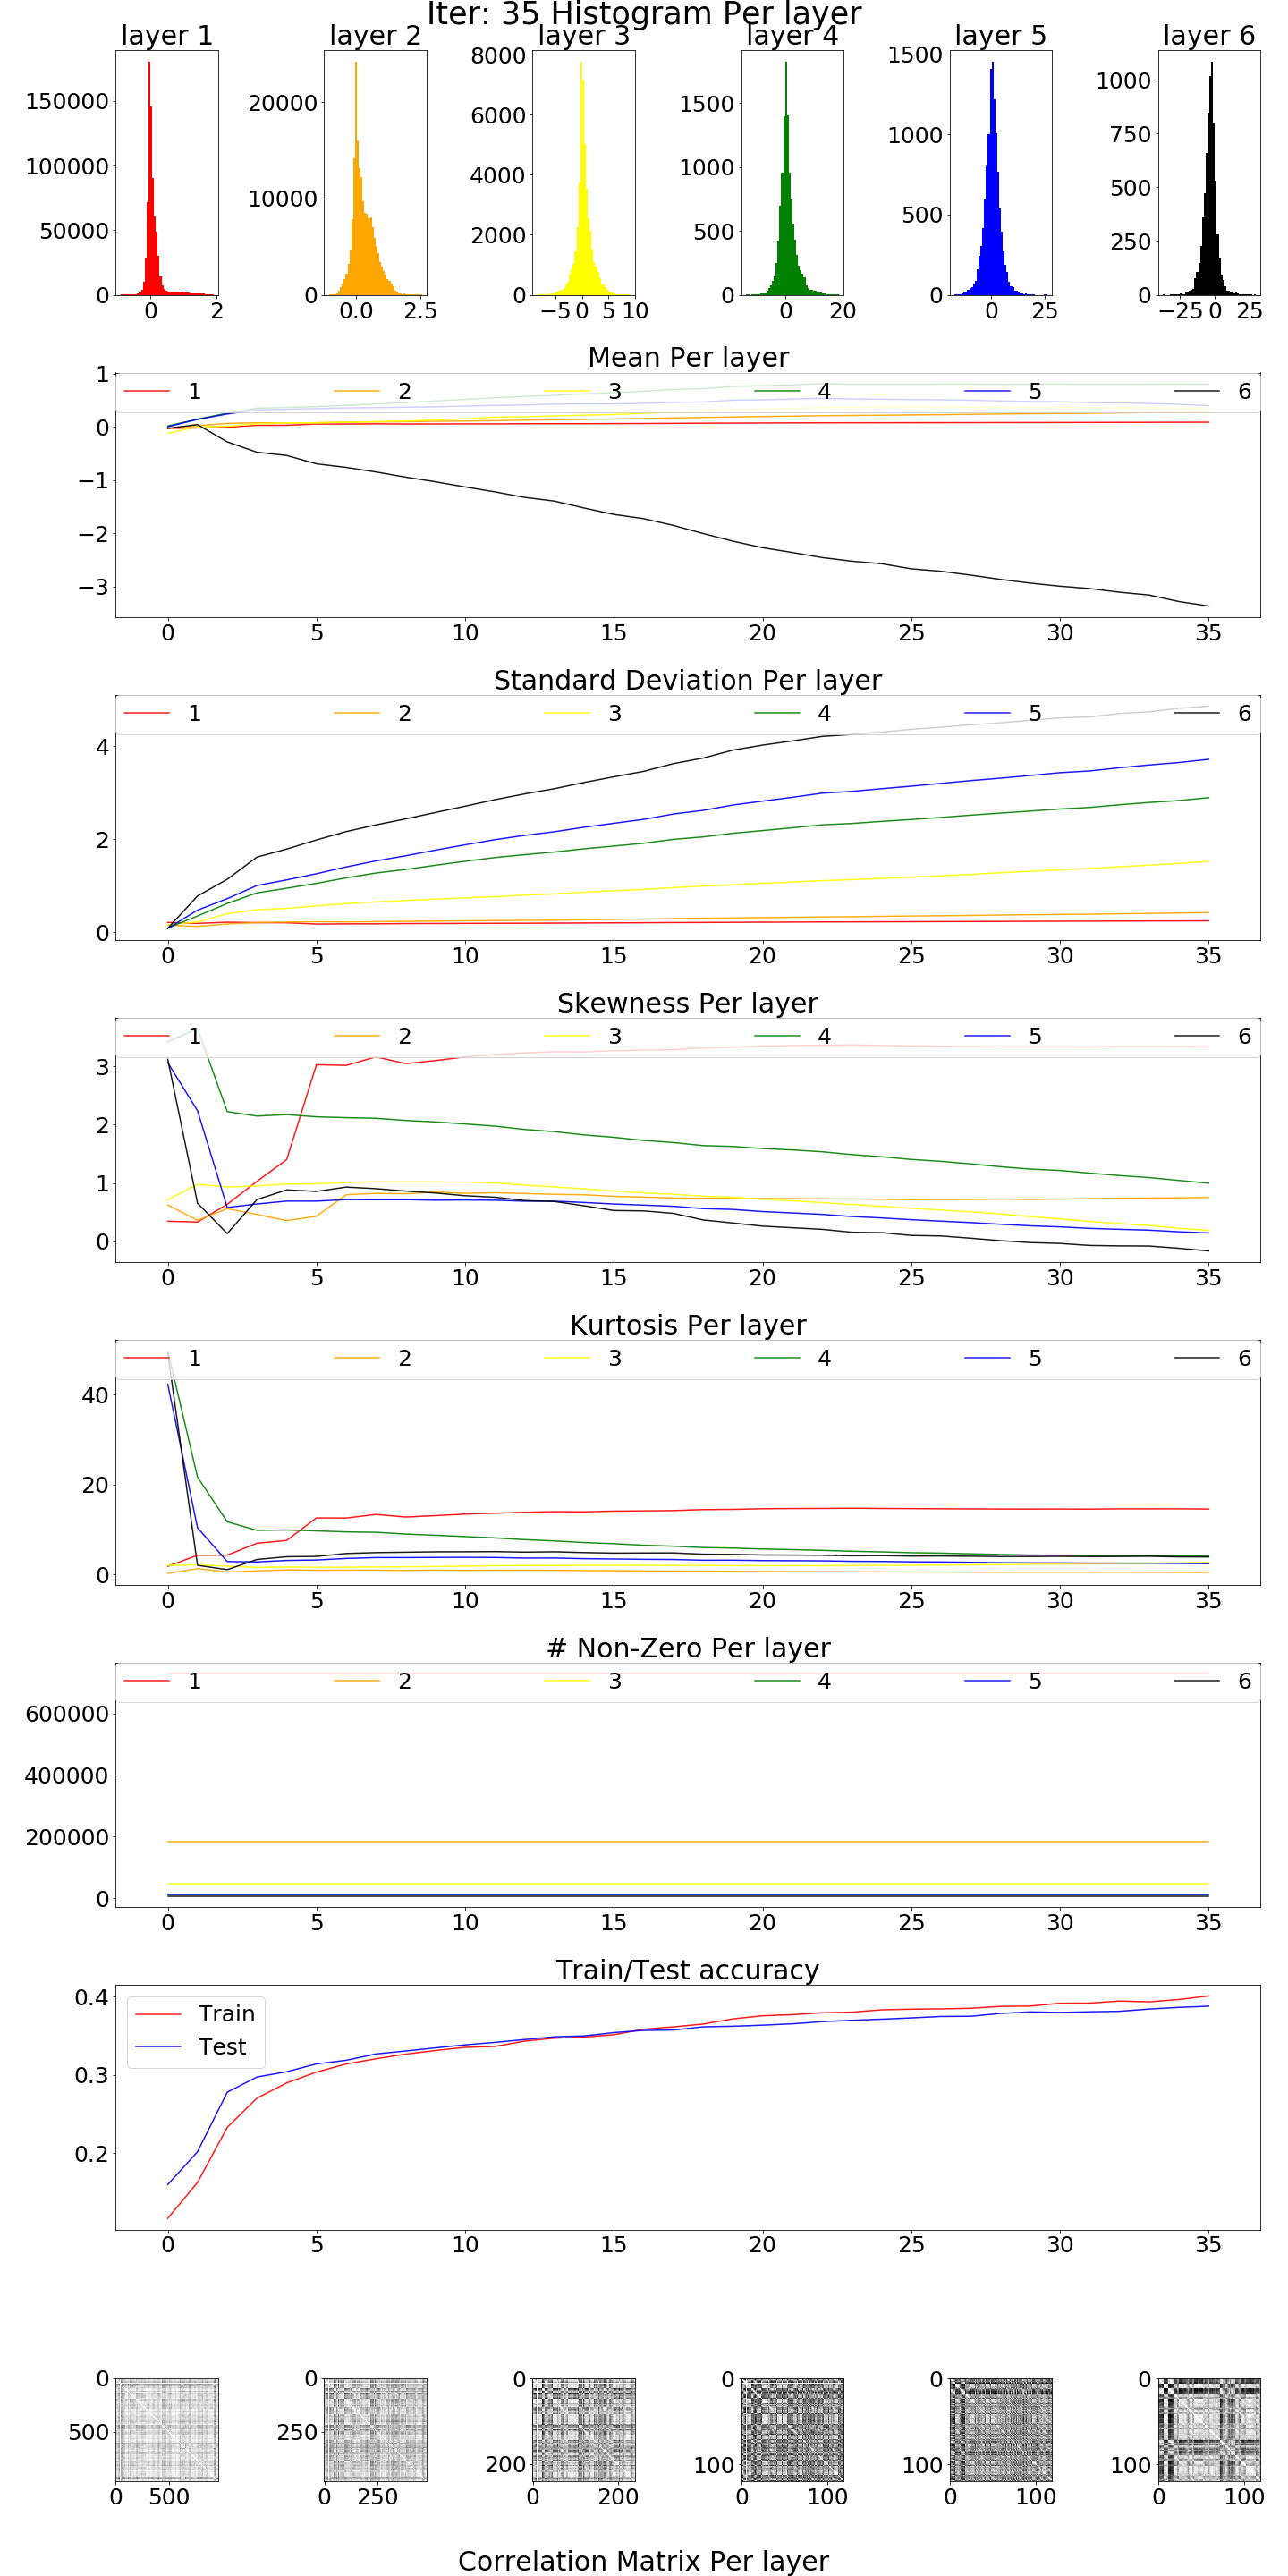 Iter: 35 Histogram Per layer
layer 1 layer 2 layer 3 layer 4 layer 5 layer 6
150000 100000 50000 0
0 2
20000 10000 0
0.0 2.5
8000 6000 4000 2000 0
−5 0 5 10
1500 1000 500 0
0 20
1500 1000 500 0
0 25
1000 750 500 250 0
−25 0 25
Mean Per layer
1 2 3 4 5 6
1
0
−1
−2
−3
0 5 10 15 20 25 30 35
Standard Deviation Per layer
1 2 3 4 5 6
4
2
0
0 5 10 15 20 25 30 35
Skewness Per layer
1 2 3 4 5 6
3
2
1
0
0 5 10 15 20 25 30 35
Kurtosis Per layer
1 2 3 4 5 6
40
20
0
0 5 10 15 20 25 30 35
# Non-Zero Per layer
1 2 3 4 5 6
600000
400000
200000
0
0 5 10 15 20 25 30 35
Train/Test accuracy
Train
Test
0.4
0.3
0.2
0 5 10 15 20 25 30 35
0 500
0 500
0 250
0 250
0 200
0 200
0 100
0 100
0 100
0 100
0 100
0 100
Correlation Matrix Per layer